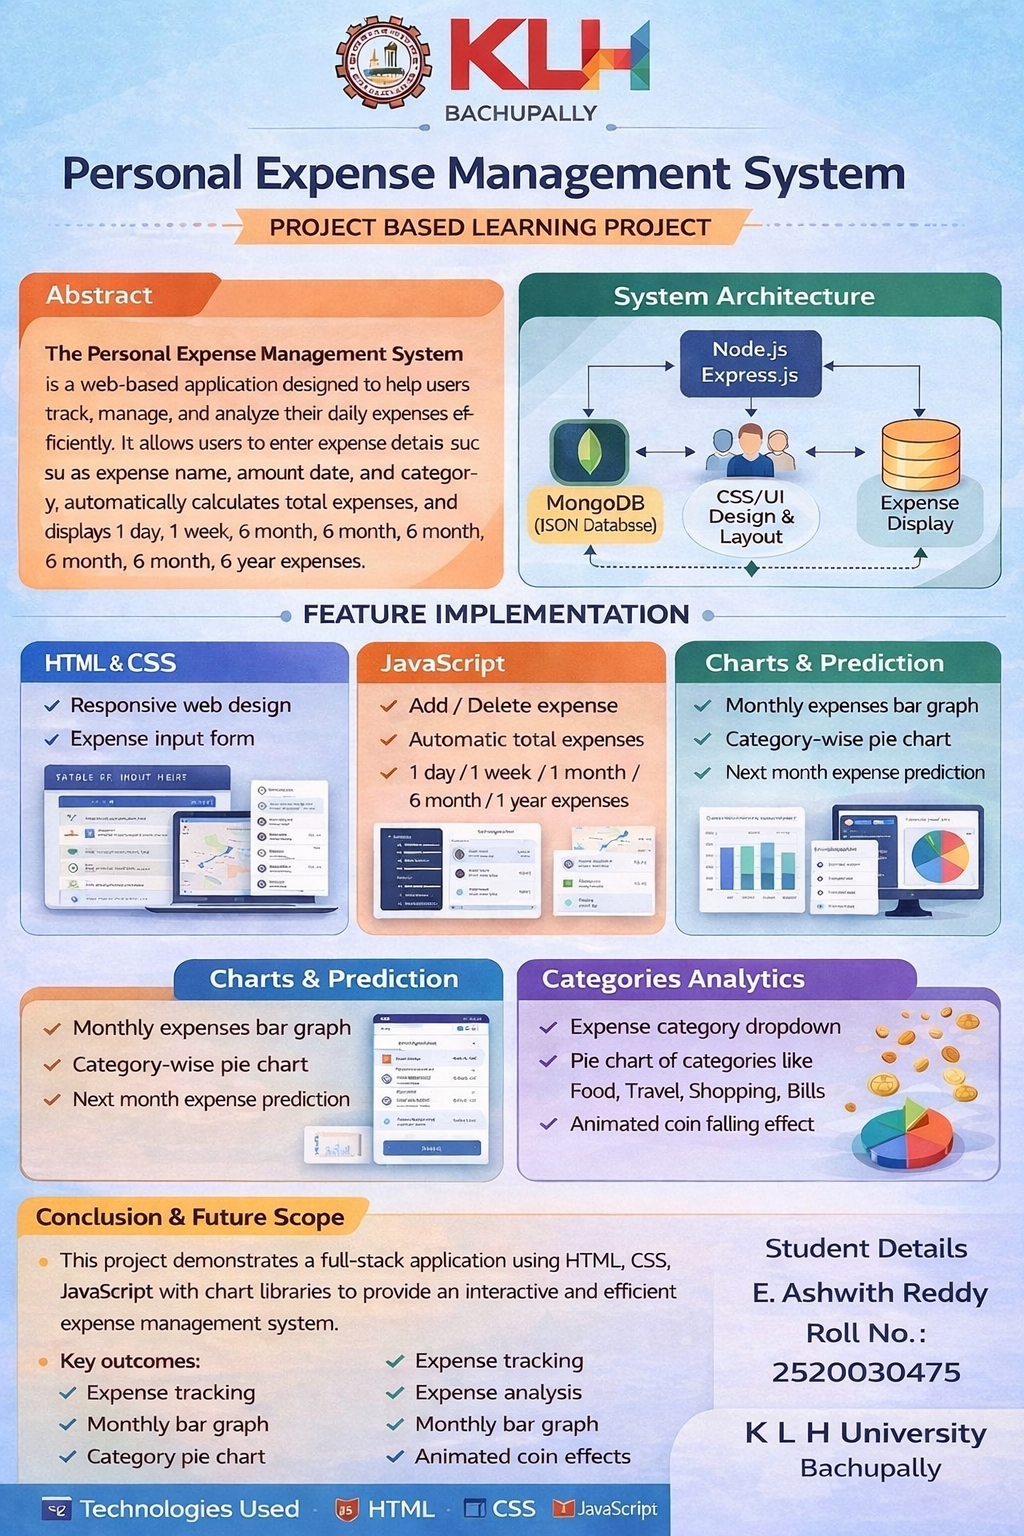 KLH
BACHUPALLY
Personal Expense Management System
PROJECT BASED LEARNING PROJECT
Abstract
The Personal Expense Management System
is a web-based application designed to help users
track, manage, and analyze their daily expenses ef-
ficiently. It allows users to enter expense detais suc
su as expense name, amount date, and categor-
y, automatically calculates total expenses, and
displays 1 day, 1 week, 6 month, 6 month, 6 month,
6 month, 6 month, 6 year expenses.
System Architecture
Node.js
Express.js
MongoDB
(JSON Databsse)
CSS/UI
Design &
Layout
Expense
Display
FEATURE IMPLEMENTATION
HTML & CSS
Responsive web design
Expense input form
JavaScript
Add / Delete expense
Automatic total expenses
1 day / 1 week / 1 month /
6 month / 1 year expenses
Charts & Prediction
Monthly expenses bar graph
Category-wise pie chart
Next month expense prediction
Charts & Prediction
Monthly expenses bar graph
Category-wise pie chart
Next month expense prediction
Categories Analytics
Expense category dropdown
Pie chart of categories like
Food, Travel, Shopping, Bills
Animated coin falling effect
Conclusion & Future Scope
This project demonstrates a full-stack application using HTML, CSS,
JavaScript with chart libraries to provide an interactive and efficient
expense management system.
Key outcomes:
Expense tracking
Monthly bar graph
Category pie chart
Expense tracking
Expense analysis
Monthly bar graph
Animated coin effects
Student Details
E. Ashwith Reddy
Roll No.:
2520030475
K L H University
Bachupally
Technologies Used
HTML
CSS
JavaScript